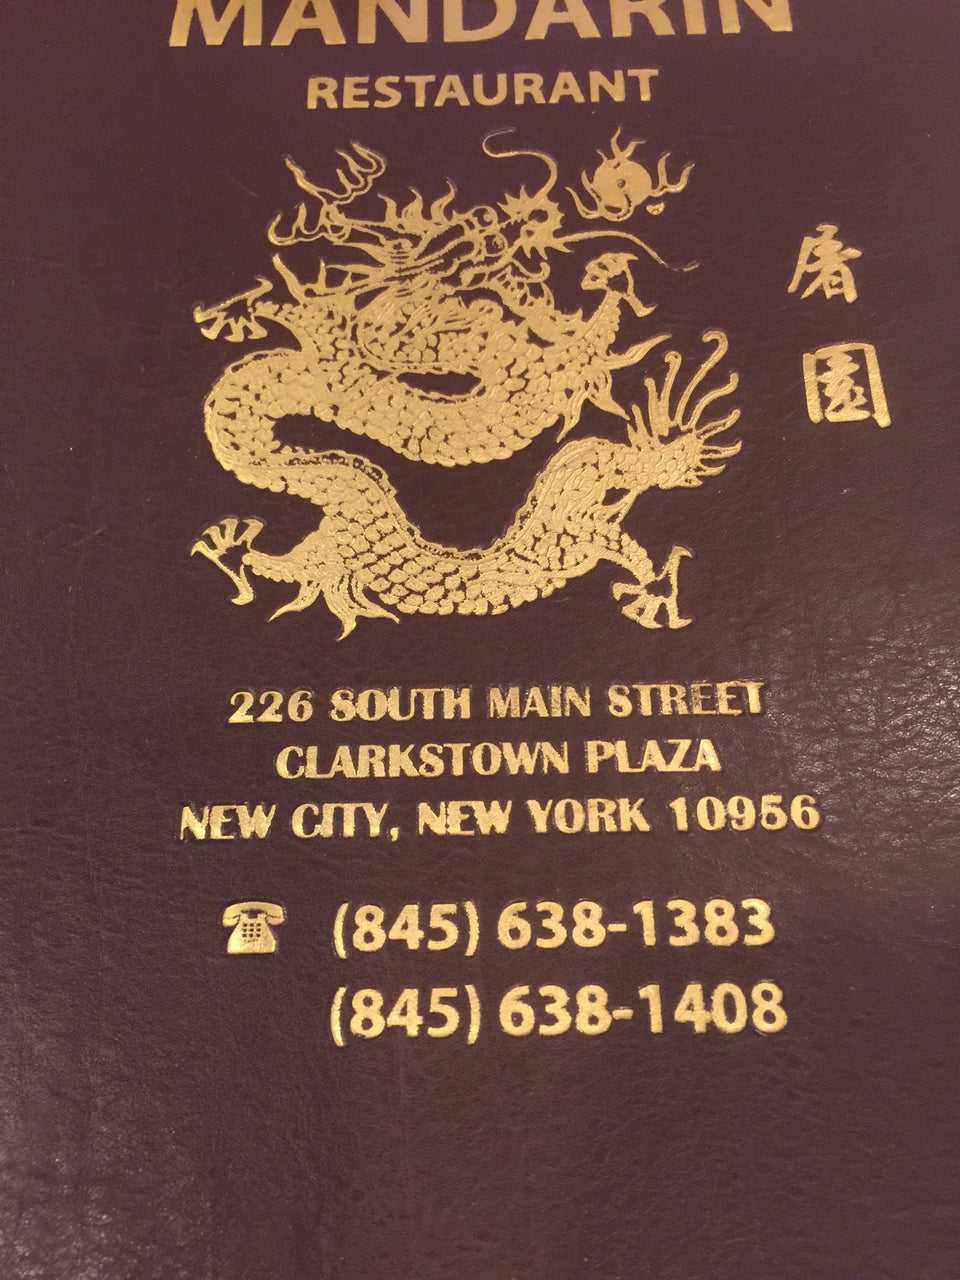 MANDARIN
RESTAURANT
園
226 SOUTH MAIN STREET
CLARKSTOWN PLAZA
NEW CITY, NEW YORK 10956
(845) 638-1383
(845) 638-1408